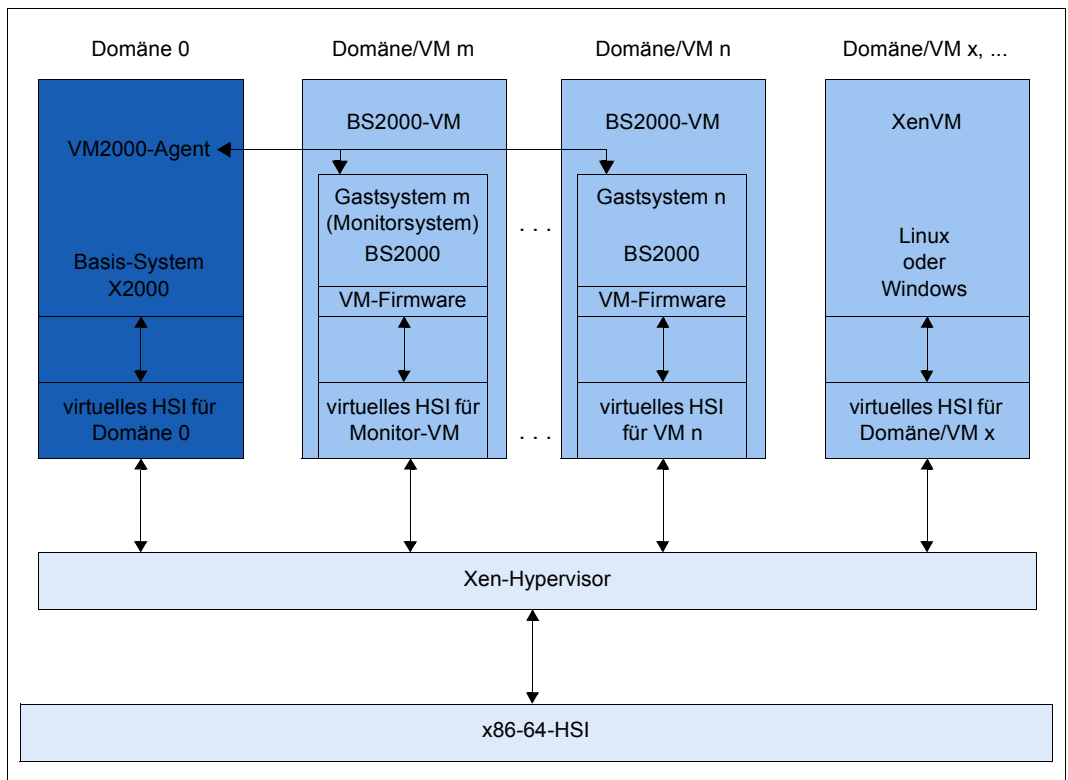 Domäne 0
Domäne/VM m
Domäne/VM n
Domäne/VM x, ...
BS2000-VM
BS2000-VM
XenVM
VM2000-Agent
Gastsystem m
(Monitorsystem)
BS2000
. . .
Gastsystem n
BS2000
Basis-System
X2000
Linux
oder
Windows
VM-Firmware
VM-Firmware
virtuelles HSI für
Domäne 0
virtuelles HSI für
Monitor-VM
. . .
virtuelles HSI
für VM n
virtuelles HSI für
Domäne/VM x
Xen-Hypervisor
x86-64-HSI